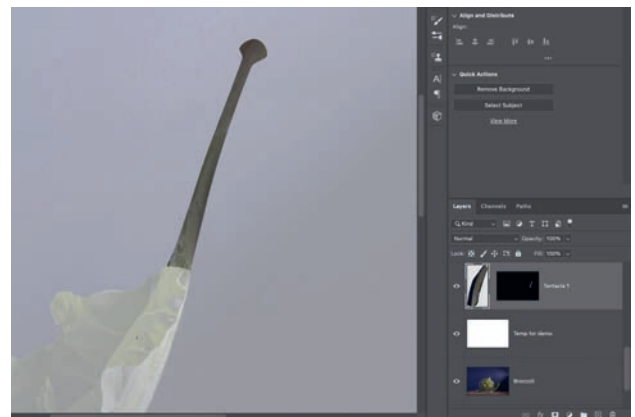 Align and Distribute
Align:
Quick Actions
Remove Background
Select Subject
View More
Layers Channels Paths
Kind
Normal Opacity: 100%
Lock: Fill: 100%
Tentacle 1
Temp for demo
Broccoli